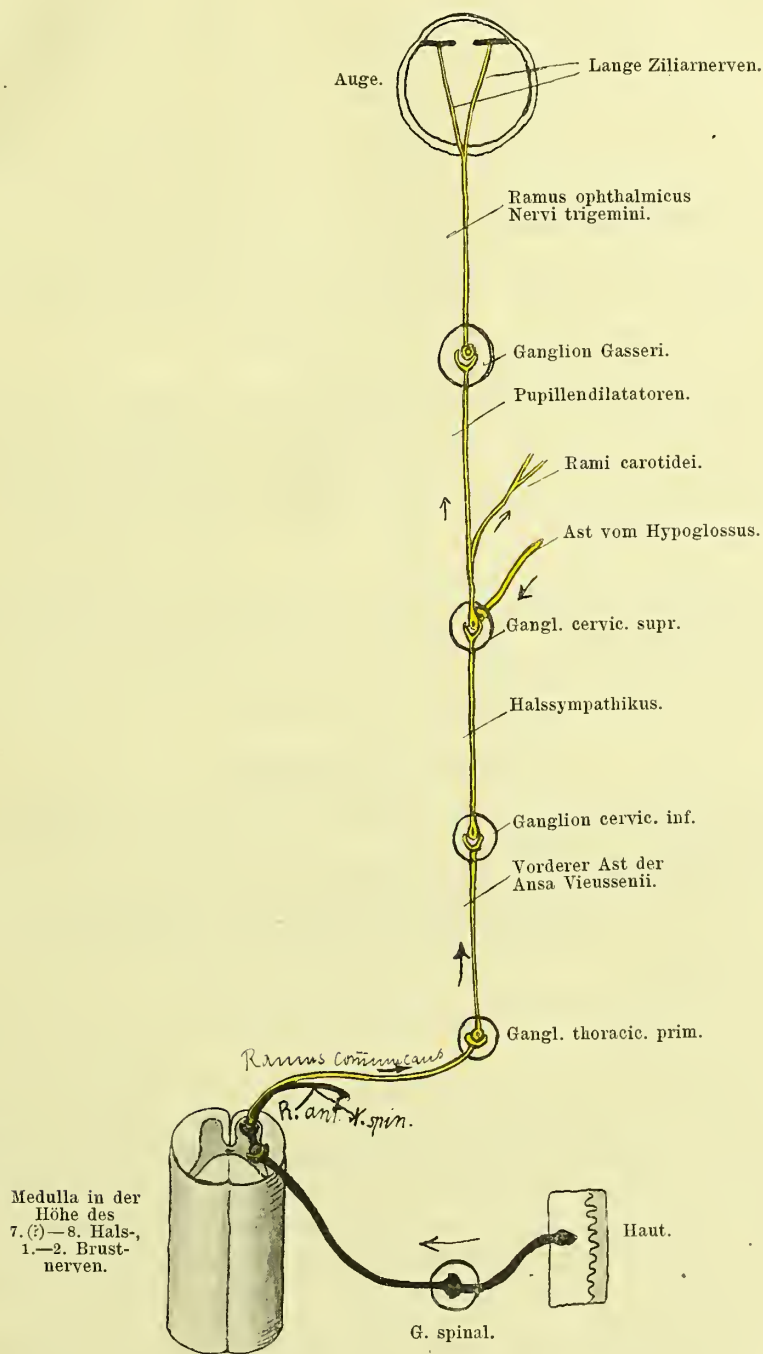 Auge.
Lange Ziliarnerven.
Ramus ophthalmicus
Nervi trigemini.
Ganglion Gasseri.
Pupillendilatatoren.
Rami carotidei.
Ast vom Hypoglossus.
Gangl. cervic. supr.
Halssympathikus.
Ganglion cervic. inf.
Vorderer Ast der
Ansa Vieussenii.
Gangl. thoracic. prim.
Ramus com̅unicans
R. ant. N. spin.
Medulla in der
Höhe des
7. (?)—8. Hals-,
1.—2. Brust-
nerven.
Haut.
G. spinal.